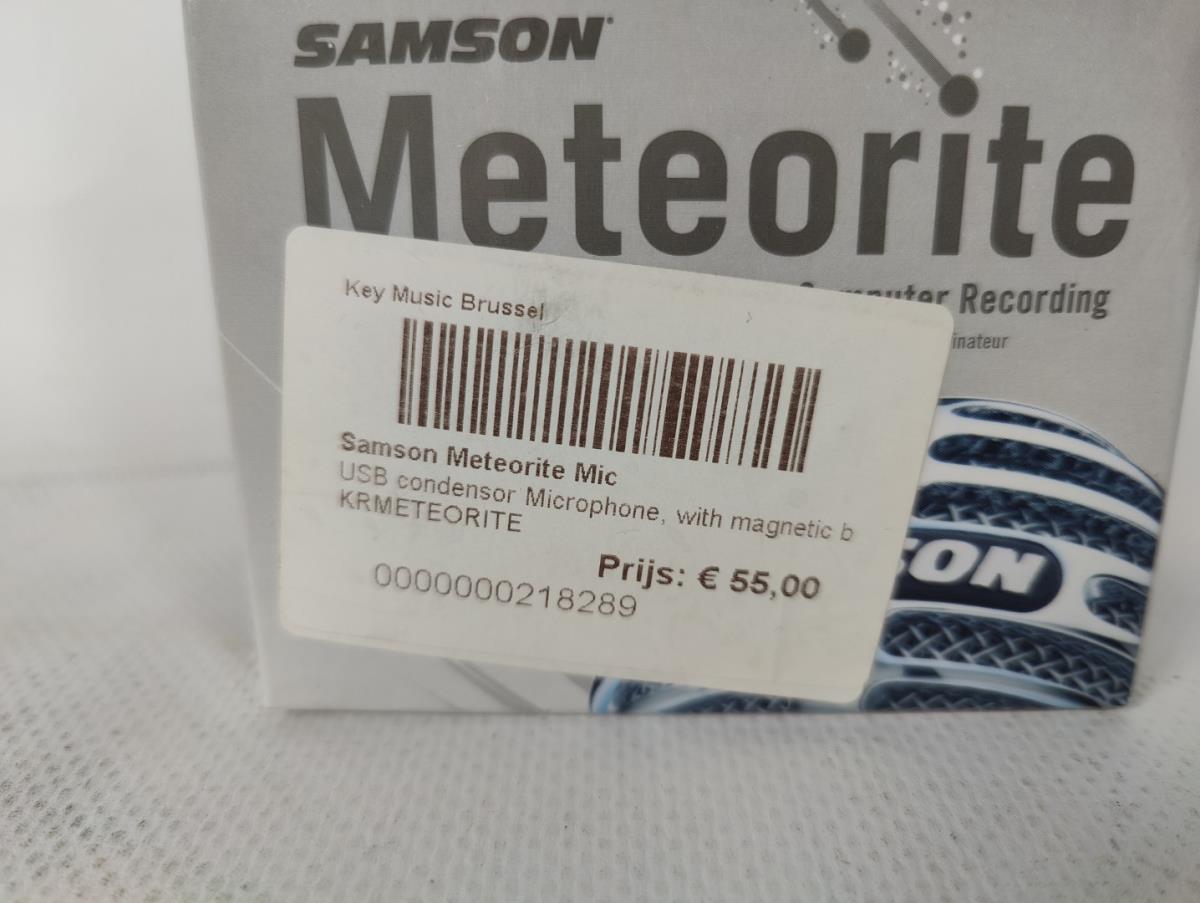 SAMSON
Meteorite
Computer Recording
Key Music Brussel
Samson Meteorite Mic
USB condensor Microphone, with magnetic b
KRMETEORITE
Prijs: € 55,00
0000000218289